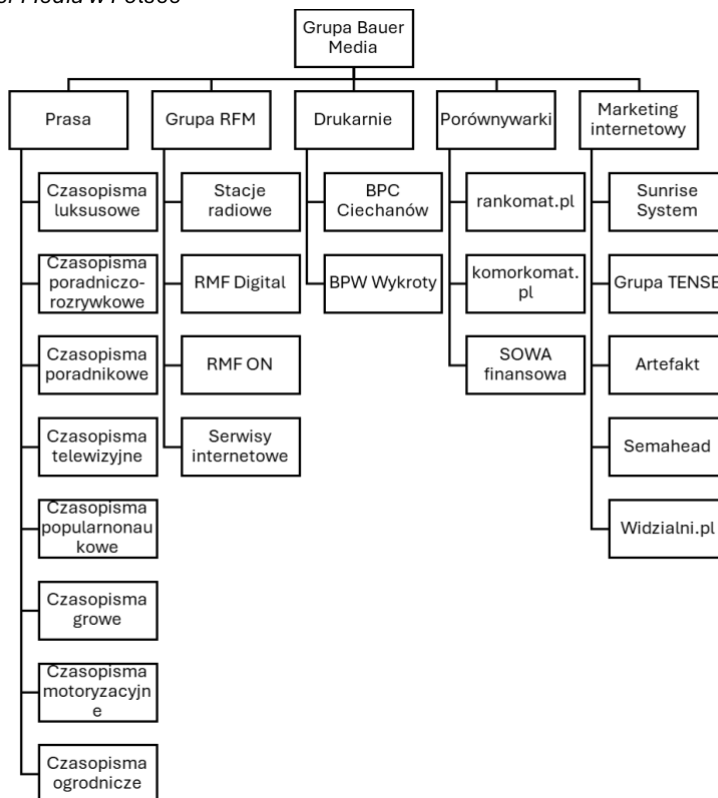 Media w Polsce
Grupa Bauer
Media
Prasa
Grupa RFM
Drukarnie
Porównywarki
Marketing
internetowy
Czasopisma
luksusowe
Czasopisma
poradniczo-
rozrywkowe
Czasopisma
poradnikowe
Czasopisma
telewizyjne
Czasopisma
popularnonau
kowe
Czasopisma
growe
Czasopisma
motoryzacyjn
e
Czasopisma
ogrodnicze
Stacje
radiowe
RMF Digital
RMF ON
Serwisy
internetowe
BPC
Ciechanów
BPW Wykroty
rankomat.pl
komorkomat.
pl
SOWA
finansowa
Sunrise
System
Grupa TENSE
Artefakt
Semahead
Widzialni.pl